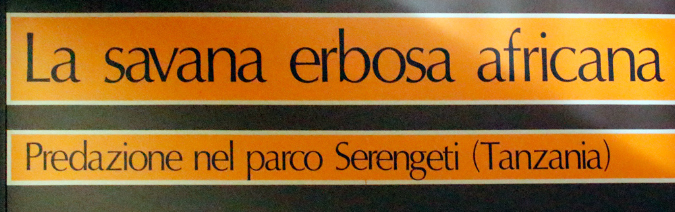 La savana erbosa africana
Predazione nel parco Serengeti (Tanzania)